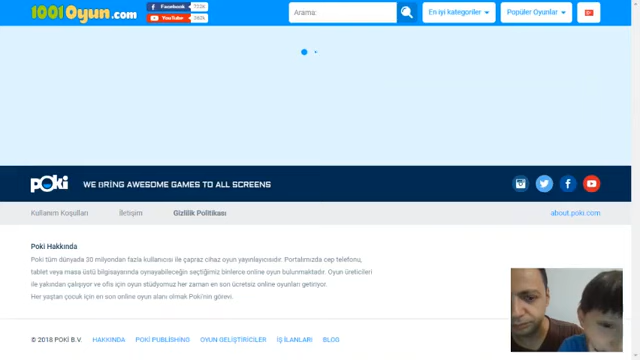 1001Oyun.com
Facebook
YouTube
Arama:
En iyi kategoriler
Popüler Oyunlar
POKi
WE BRİNG AWESOME GAMES TO ALL SCREENS
Kullanım Koşulları
İletişim
Gizlilik Politikası
about.poki.com
Poki Hakkında
Poki tüm dünyada 30 milyondan fazla kullanıcısı ile çapraz cihaz oyun yayınlayıcısıdır. Portalımızda cep telefonu,
tablet veya masa üstü bilgisayarında oynayabileceğin seçtiğimiz binlerce online oyun bulunmaktadır. Oyun üreticileri
ile yakından çalışıyor ve ofis için oyun stüdyomuz her zaman en son ücretsiz online oyunları getiriyor.
Her yaştan çocuk için en son online oyun alanı olmak Poki'nin görevi.
© 2018 POKİ B.V.
HAKKINDA
POKİ PUBLİSHİNG
OYUN GELİŞTİRİCİLER
İŞ İLANLARI
BLOG